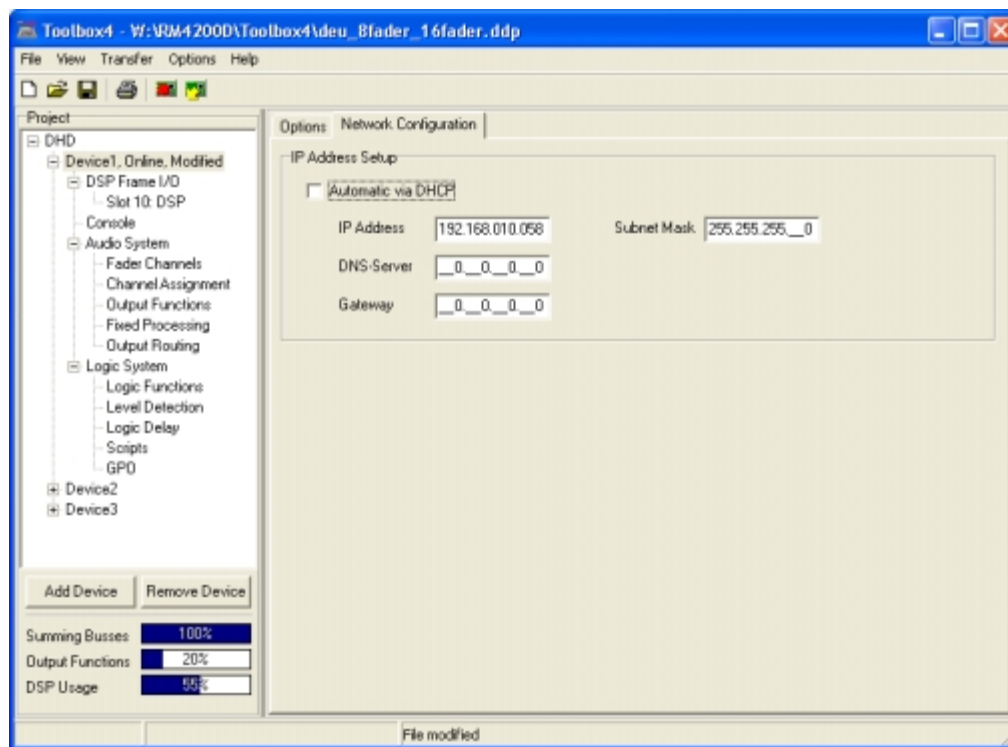 Toolbox4 - W:\RM4200D\Toolbox4\deu_8fader_16fader.ddp
File View Transfer Options Help
Project
DHD
Device1, Online, Modified
DSP Frame I/O
Slot 10: DSP
Console
Audio System
Fader Channels
Channel Assignment
Output Functions
Fixed Processing
Output Routing
Logic System
Logic Functions
Level Detection
Logic Delay
Scripts
GPO
Device2
Device3
Add Device Remove Device
Summing Busses 100%
Output Functions 20%
DSP Usage 55%
Options Network Configuration
IP Address Setup
Automatic via DHCP
IP Address 192.168.010.058 Subnet Mask 255.255.255.__0
DNS-Server __0.__0.__0.__0
Gateway __0.__0.__0.__0
File modified